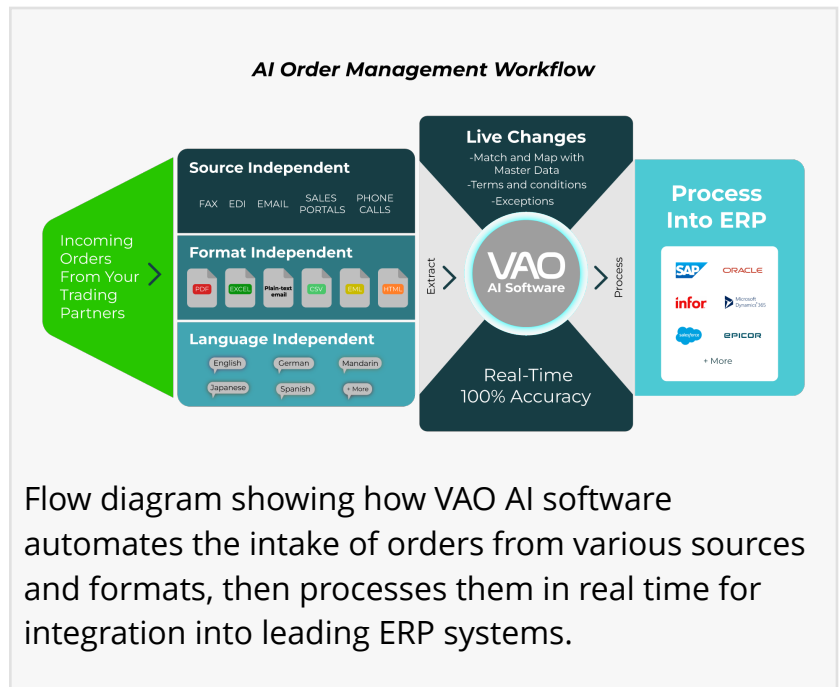 AI Order Management Workflow
Incoming
Orders
From Your
Trading
Partners
Source Independent
FAX EDI EMAIL SALES PORTALS PHONE CALLS
Format Independent
PDF EXCEL Plain-text email CSV EML HTML
Language Independent
English German Mandarin
Japanese Spanish + More
Extract
Live Changes
-Match and Map with
Master Data
-Terms and conditions
-Exceptions
VAO
AI Software
Real-Time
100% Accuracy
Process
Process
Into ERP
SAP ORACLE
infor Microsoft Dynamics365
salesforce EPICOR
+ More
Flow diagram showing how VAO AI software
automates the intake of orders from various sources
and formats, then processes them in real time for
integration into leading ERP systems.